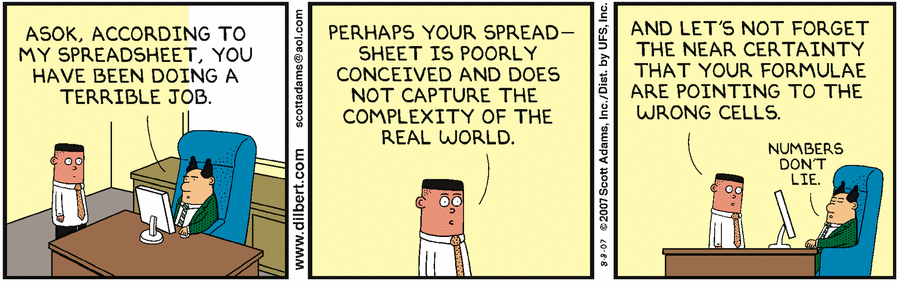 ASOK, ACCORDING TO
MY SPREADSHEET, YOU
HAVE BEEN DOING A
TERRIBLE JOB.
www.dilbert.com
scottadams@aol.com
PERHAPS YOUR SPREAD-
SHEET IS POORLY
CONCEIVED AND DOES
NOT CAPTURE THE
COMPLEXITY OF THE
REAL WORLD.
8-8-07 © 2007 Scott Adams, Inc./Dist. by UFS, Inc.
AND LET'S NOT FORGET
THE NEAR CERTAINTY
THAT YOUR FORMULAE
ARE POINTING TO THE
WRONG CELLS.
NUMBERS
DON'T
LIE.